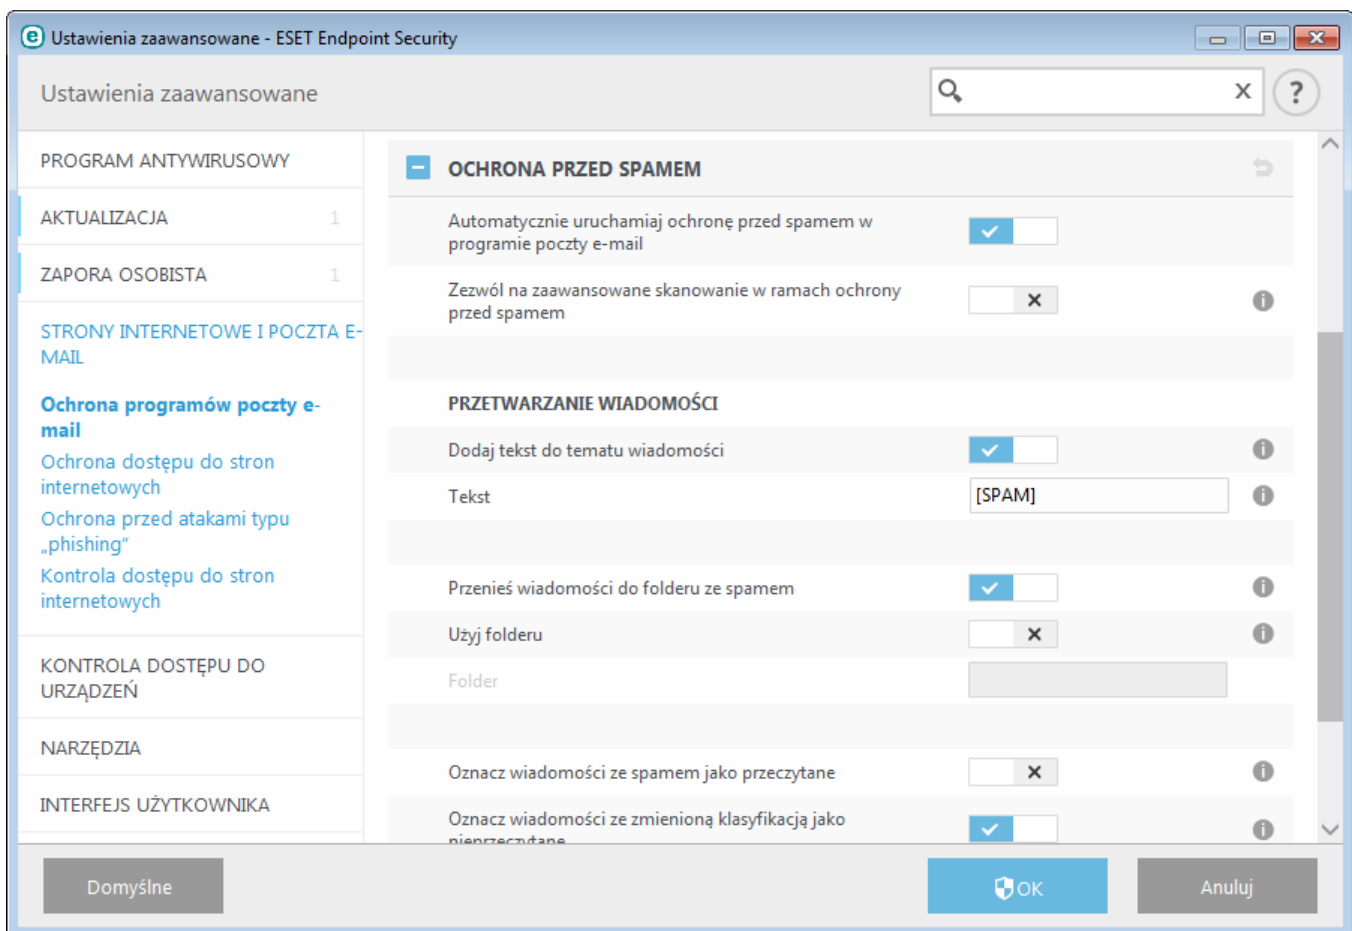 Ustawienia zaawansowane - ESET Endpoint Security
Ustawienia zaawansowane
X
?
PROGRAM ANTYWIRUSOWY
AKTUALIZACJA 1
ZAPORA OSOBISTA 1
STRONY INTERNETOWE I POCZTA E-
MAIL
Ochrona programów poczty e-
mail
Ochrona dostępu do stron
internetowych
Ochrona przed atakami typu
„phishing”
Kontrola dostępu do stron
internetowych
KONTROLA DOSTĘPU DO
URZĄDZEŃ
NARZĘDZIA
INTERFEJS UŻYTKOWNIKA
OCHRONA PRZED SPAMEM
Automatycznie uruchamiaj ochronę przed spamem w
programie poczty e-mail
Zezwól na zaawansowane skanowanie w ramach ochrony
przed spamem
PRZETWARZANIE WIADOMOŚCI
Dodaj tekst do tematu wiadomości
Tekst [SPAM]
Przenieś wiadomości do folderu ze spamem
Użyj folderu
Folder
Oznacz wiadomości ze spamem jako przeczytane
Oznacz wiadomości ze zmienioną klasyfikacją jako
nieprzeczytane
Domyślne
OK
Anuluj